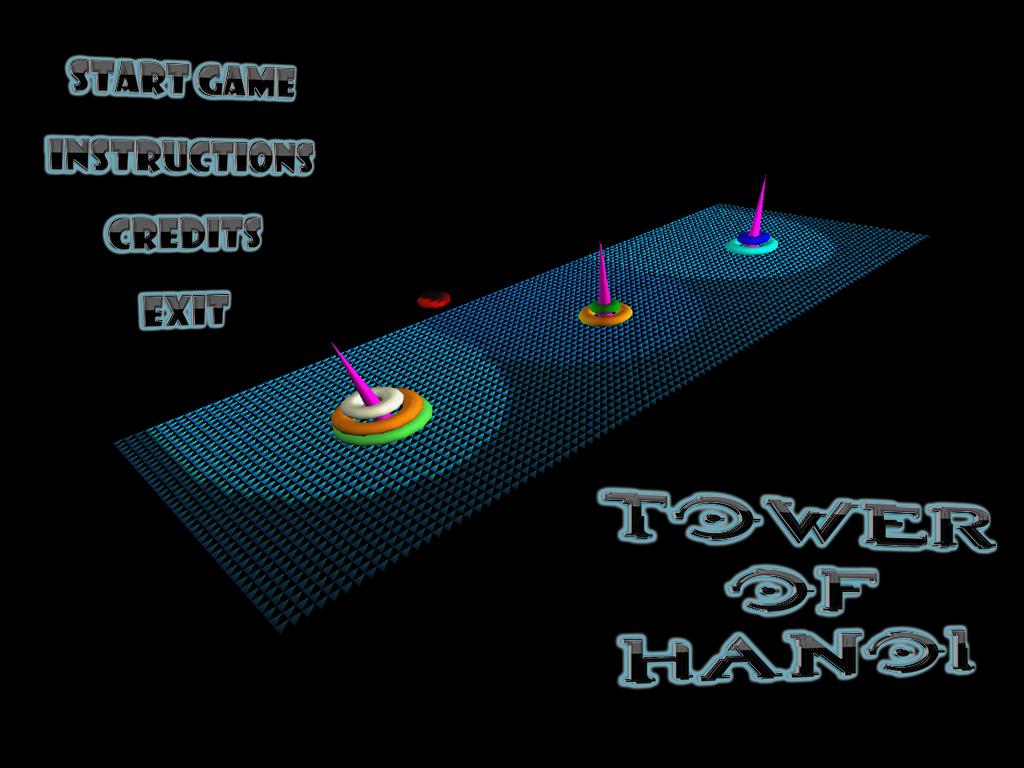 START GAME
INSTRUCTIONS
CREDITS
EXIT
TOWER
OF
HANOI